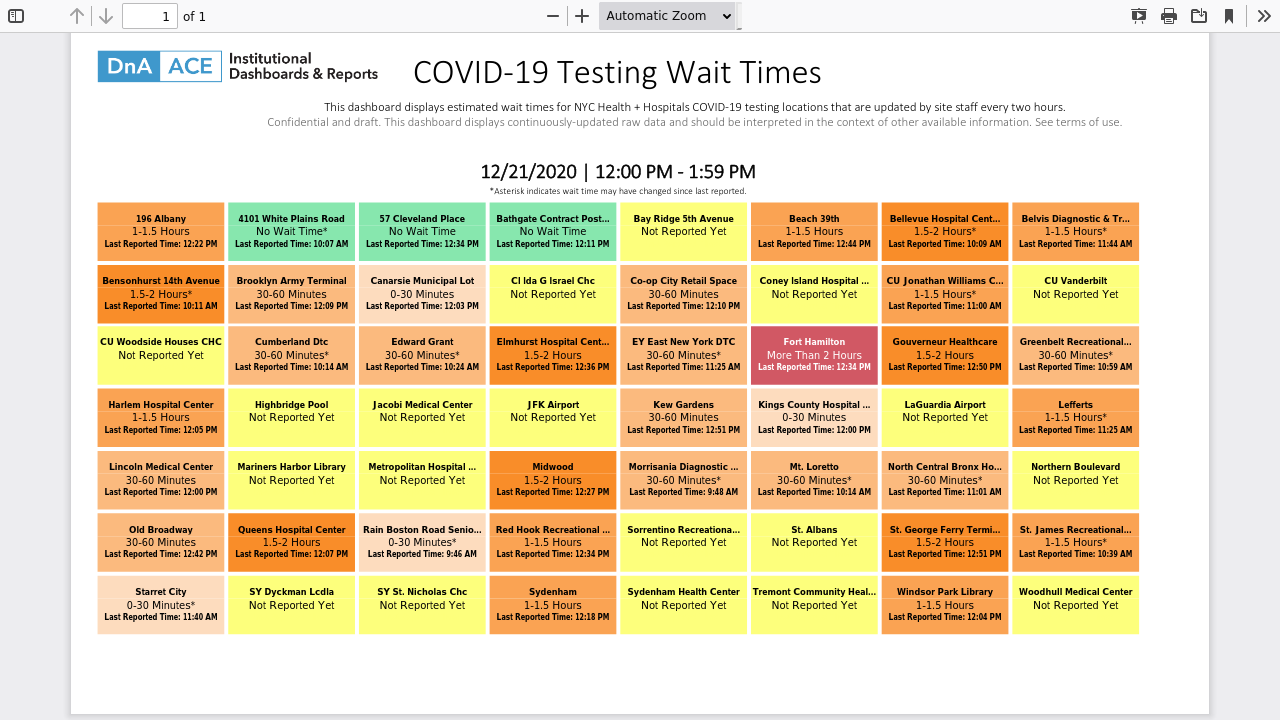 1 of 1
Automatic Zoom
DnA ACE Institutional Dashboards & Reports
COVID-19 Testing Wait Times
This dashboard displays estimated wait times for NYC Health + Hospitals COVID-19 testing locations that are updated by site staff every two hours.
Confidential and draft. This dashboard displays continuously-updated raw data and should be interpreted in the context of other available information. See terms of use.
12/21/2020 | 12:00 PM - 1:59 PM
*Asterisk indicates wait time may have changed since last reported.
196 Albany
1-1.5 Hours
Last Reported Time: 12:22 PM
4101 White Plains Road
No Wait Time*
Last Reported Time: 10:07 AM
57 Cleveland Place
No Wait Time
Last Reported Time: 12:34 PM
Bathgate Contract Post...
No Wait Time
Last Reported Time: 12:11 PM
Bay Ridge 5th Avenue
Not Reported Yet
Beach 39th
1-1.5 Hours
Last Reported Time: 12:44 PM
Bellevue Hospital Cent...
1.5-2 Hours*
Last Reported Time: 10:09 AM
Belvis Diagnostic & Tr...
1-1.5 Hours*
Last Reported Time: 11:44 AM
Bensonhurst 14th Avenue
1.5-2 Hours*
Last Reported Time: 10:11 AM
Brooklyn Army Terminal
30-60 Minutes
Last Reported Time: 12:09 PM
Canarsie Municipal Lot
0-30 Minutes
Last Reported Time: 12:03 PM
CI Ida G Israel Chc
Not Reported Yet
Co-op City Retail Space
30-60 Minutes
Last Reported Time: 12:10 PM
Coney Island Hospital ...
Not Reported Yet
CU Jonathan Williams C...
1-1.5 Hours*
Last Reported Time: 11:00 AM
CU Vanderbilt
Not Reported Yet
CU Woodside Houses CHC
Not Reported Yet
Cumberland Dtc
30-60 Minutes*
Last Reported Time: 10:14 AM
Edward Grant
30-60 Minutes*
Last Reported Time: 10:24 AM
Elmhurst Hospital Cent...
1.5-2 Hours
Last Reported Time: 12:36 PM
EY East New York DTC
30-60 Minutes*
Last Reported Time: 11:25 AM
Fort Hamilton
More Than 2 Hours
Last Reported Time: 12:34 PM
Gouverneur Healthcare
1.5-2 Hours
Last Reported Time: 12:50 PM
Greenbelt Recreational...
30-60 Minutes*
Last Reported Time: 10:59 AM
Harlem Hospital Center
1-1.5 Hours
Last Reported Time: 12:05 PM
Highbridge Pool
Not Reported Yet
Jacobi Medical Center
Not Reported Yet
JFK Airport
Not Reported Yet
Kew Gardens
30-60 Minutes
Last Reported Time: 12:51 PM
Kings County Hospital ...
0-30 Minutes
Last Reported Time: 12:00 PM
LaGuardia Airport
Not Reported Yet
Lefferts
1-1.5 Hours*
Last Reported Time: 11:25 AM
Lincoln Medical Center
30-60 Minutes
Last Reported Time: 12:00 PM
Mariners Harbor Library
Not Reported Yet
Metropolitan Hospital ...
Not Reported Yet
Midwood
1.5-2 Hours
Last Reported Time: 12:27 PM
Morrisania Diagnostic ...
30-60 Minutes*
Last Reported Time: 9:48 AM
Mt. Loretto
30-60 Minutes*
Last Reported Time: 10:14 AM
North Central Bronx Ho...
30-60 Minutes*
Last Reported Time: 11:01 AM
Northern Boulevard
Not Reported Yet
Old Broadway
30-60 Minutes
Last Reported Time: 12:42 PM
Queens Hospital Center
1.5-2 Hours
Last Reported Time: 12:07 PM
Rain Boston Road Senio...
0-30 Minutes*
Last Reported Time: 9:46 AM
Red Hook Recreational ...
1-1.5 Hours
Last Reported Time: 12:34 PM
Sorrentino Recreationa...
Not Reported Yet
St. Albans
Not Reported Yet
St. George Ferry Termi...
1.5-2 Hours
Last Reported Time: 12:51 PM
St. James Recreational...
1-1.5 Hours*
Last Reported Time: 10:39 AM
Starret City
0-30 Minutes*
Last Reported Time: 11:40 AM
SY Dyckman Lcdla
Not Reported Yet
SY St. Nicholas Chc
Not Reported Yet
Sydenham
1-1.5 Hours
Last Reported Time: 12:18 PM
Sydenham Health Center
Not Reported Yet
Tremont Community Heal...
Not Reported Yet
Windsor Park Library
1-1.5 Hours
Last Reported Time: 12:04 PM
Woodhull Medical Center
Not Reported Yet